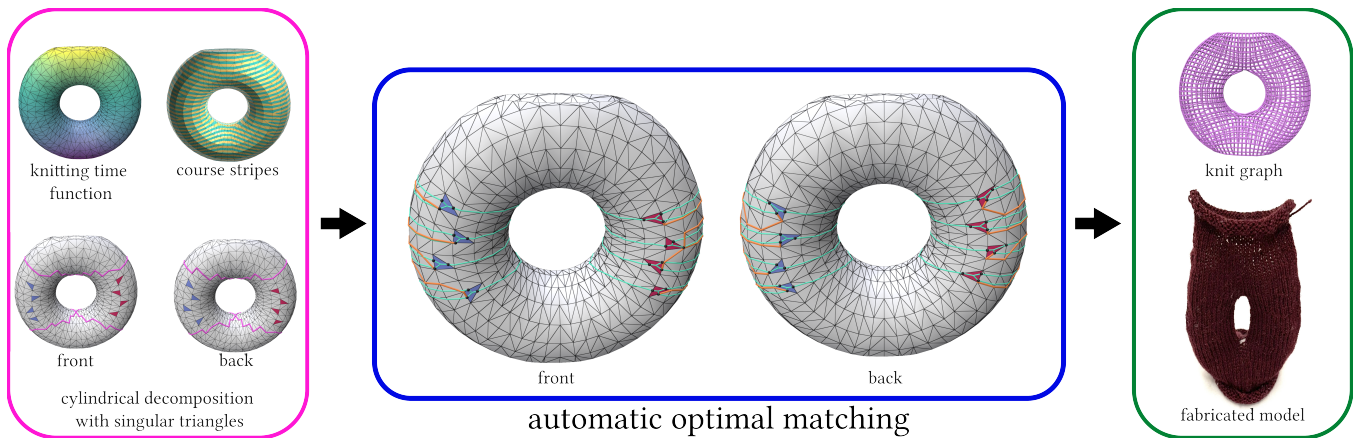 knitting time
function
course stripes
front
back
cylindrical decomposition
with singular triangles
front
back
automatic optimal matching
knit graph
fabricated model